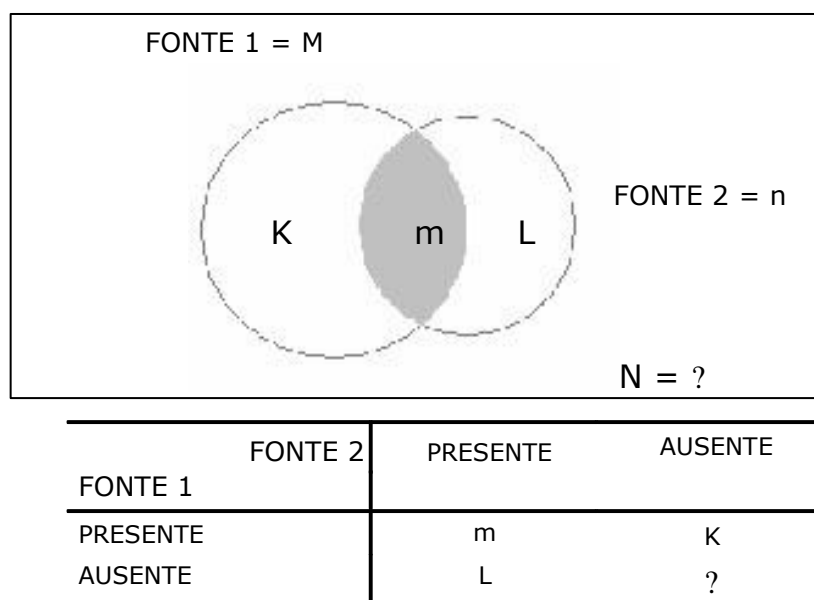 FONTE 1 = M
FONTE 2 = n
K m L
N = ?
FONTE 2 PRESENTE AUSENTE
FONTE 1
PRESENTE m K
AUSENTE L ?